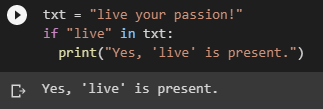 txt = "live your passion!"
if "live" in txt:
  print("Yes, 'live' is present.")
Yes, 'live' is present.